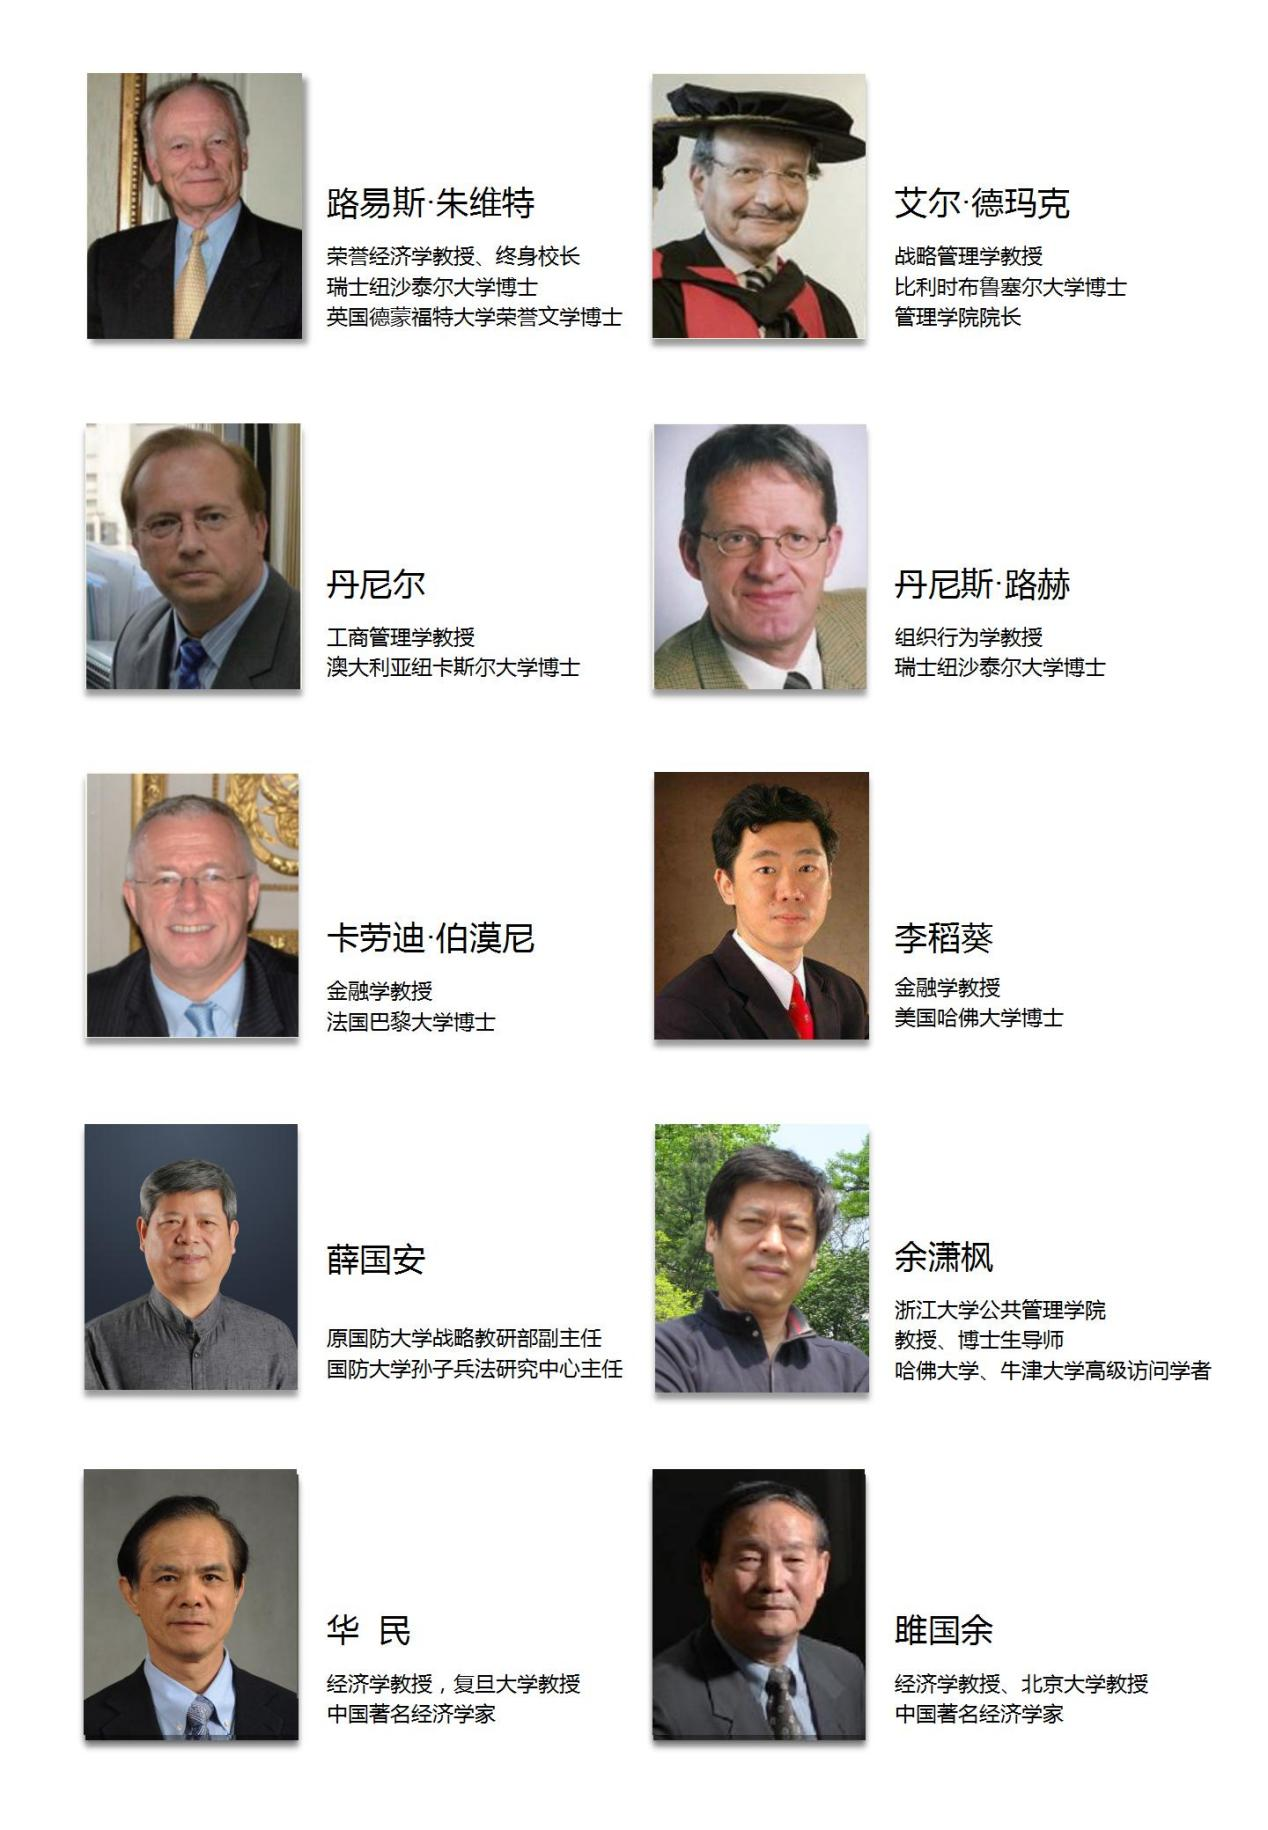 路易斯·朱维特
荣誉经济学教授、终身校长
瑞士纽沙泰尔大学博士
英国德蒙福特大学荣誉文学博士
艾尔·德玛克
战略管理学教授
比利时布鲁塞尔大学博士
管理学院院长
丹尼尔
工商管理学教授
澳大利亚纽卡斯尔大学博士
丹尼斯·路赫
组织行为学教授
瑞士纽沙泰尔大学博士
卡劳迪·伯漠尼
金融学教授
法国巴黎大学博士
李稻葵
金融学教授
美国哈佛大学博士
薛国安
原国防大学战略教研部副主任
国防大学孙子兵法研究中心主任
余潇枫
浙江大学公共管理学院
教授、博士生导师
哈佛大学、牛津大学高级访问学者
华 民
经济学教授，复旦大学教授
中国著名经济学家
雎国余
经济学教授、北京大学教授
中国著名经济学家